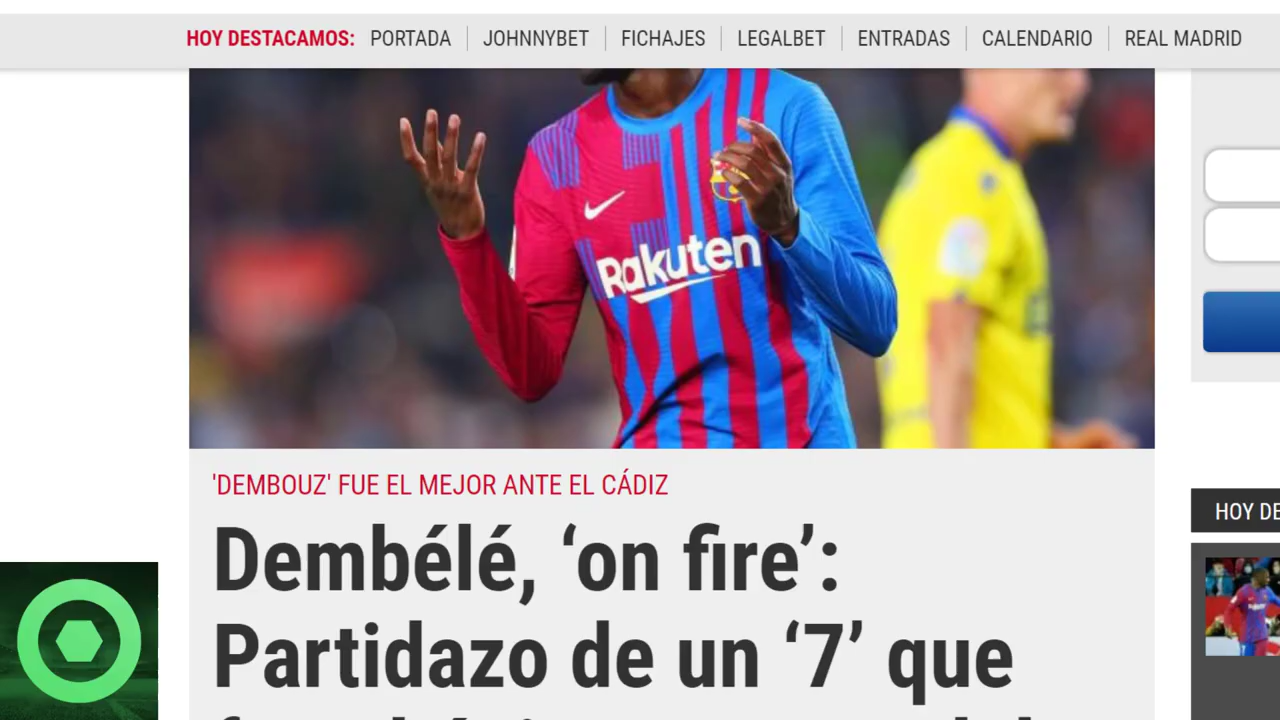 HOY DESTACAMOS: PORTADA JOHNNYBET FICHAJES LEGALBET ENTRADAS CALENDARIO REAL MADRID
Rakuten
'DEMBOUZ' FUE EL MEJOR ANTE EL CÁDIZ
Dembélé, ‘on fire’:
Partidazo de un ‘7’ que
HOY DE
Rakuten